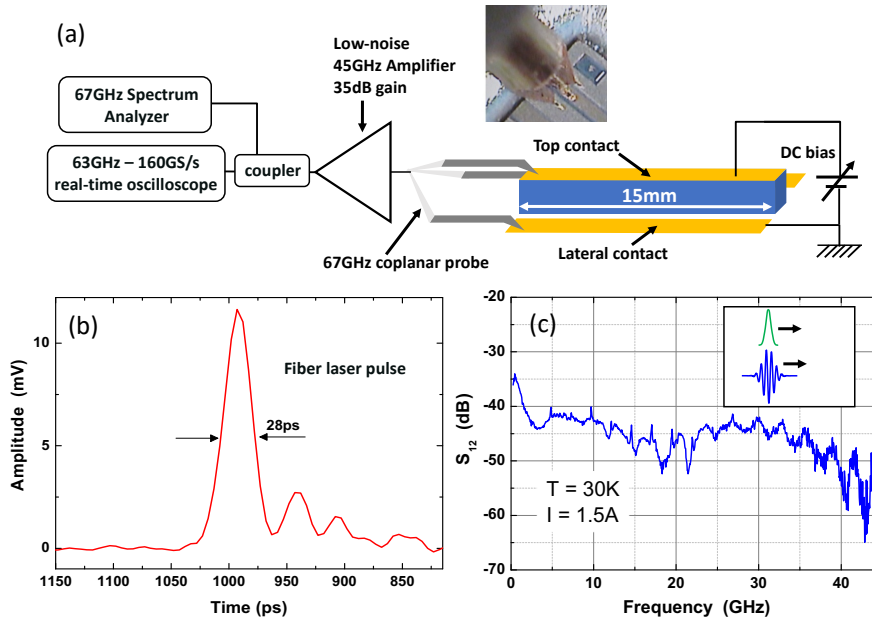 (a)
Low-noise
45GHz Amplifier
35dB gain
67GHz Spectrum
Analyzer
63GHz – 160GS/s
real-time oscilloscope
coupler
Top contact
DC bias
15mm
67GHz coplanar probe
Lateral contact
(b)
Fiber laser pulse
28ps
Amplitude (mV)
10
5
0
1150 1100 1050 1000 950 900 850
Time (ps)
(c)
S12 (dB)
-20
-30
-40
-50
-60
-70
T = 30K
I = 1.5A
0 10 20 30 40
Frequency (GHz)